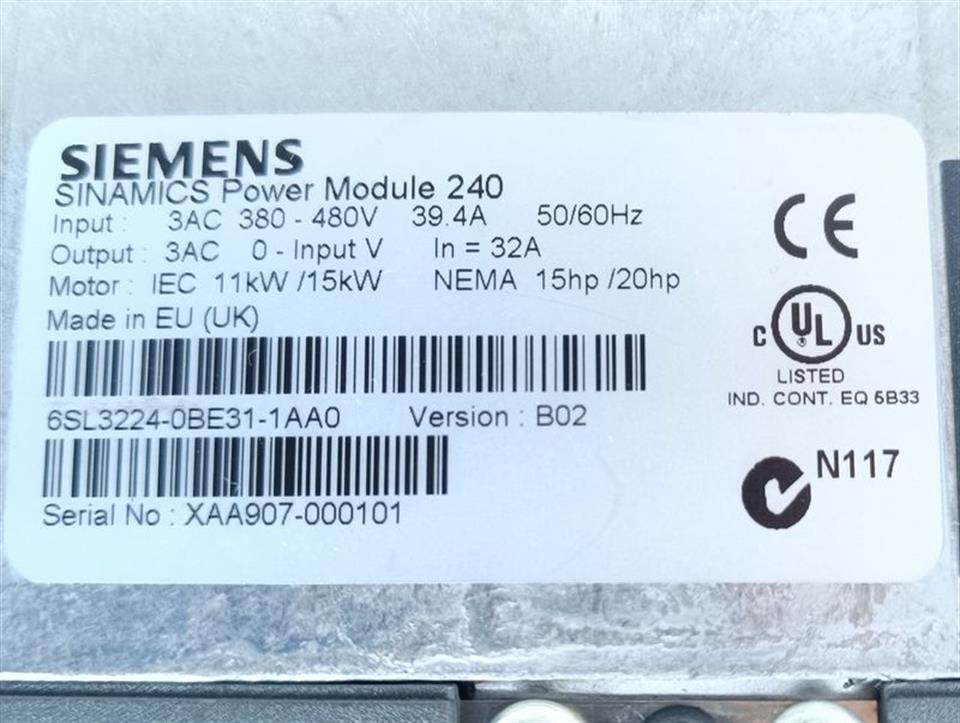 SIEMENS
SINAMICS Power Module 240
Input : 3AC 380 - 480V 39.4A 50/60Hz
Output : 3AC 0 - Input V In = 32A
Motor : IEC 11kW /15kW NEMA 15hp /20hp
Made in EU (UK)
6SL3224-0BE31-1AA0 Version : B02
Serial No : XAA907-000101
CE
C UL US
®
LISTED
IND. CONT. EQ 5B33
N117